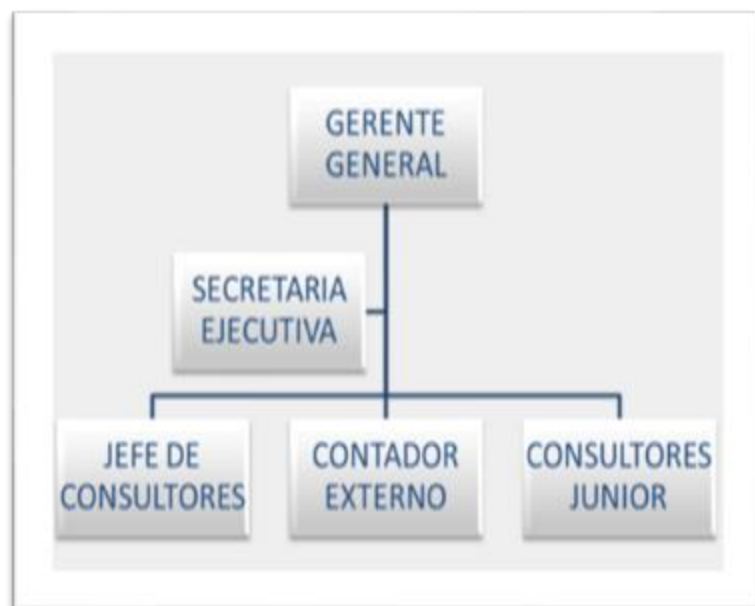 GERENTE
GENERAL
SECRETARIA
EJECUTIVA
JEFE DE
CONSULTORES
CONTADOR
EXTERNO
CONSULTORES
JUNIOR